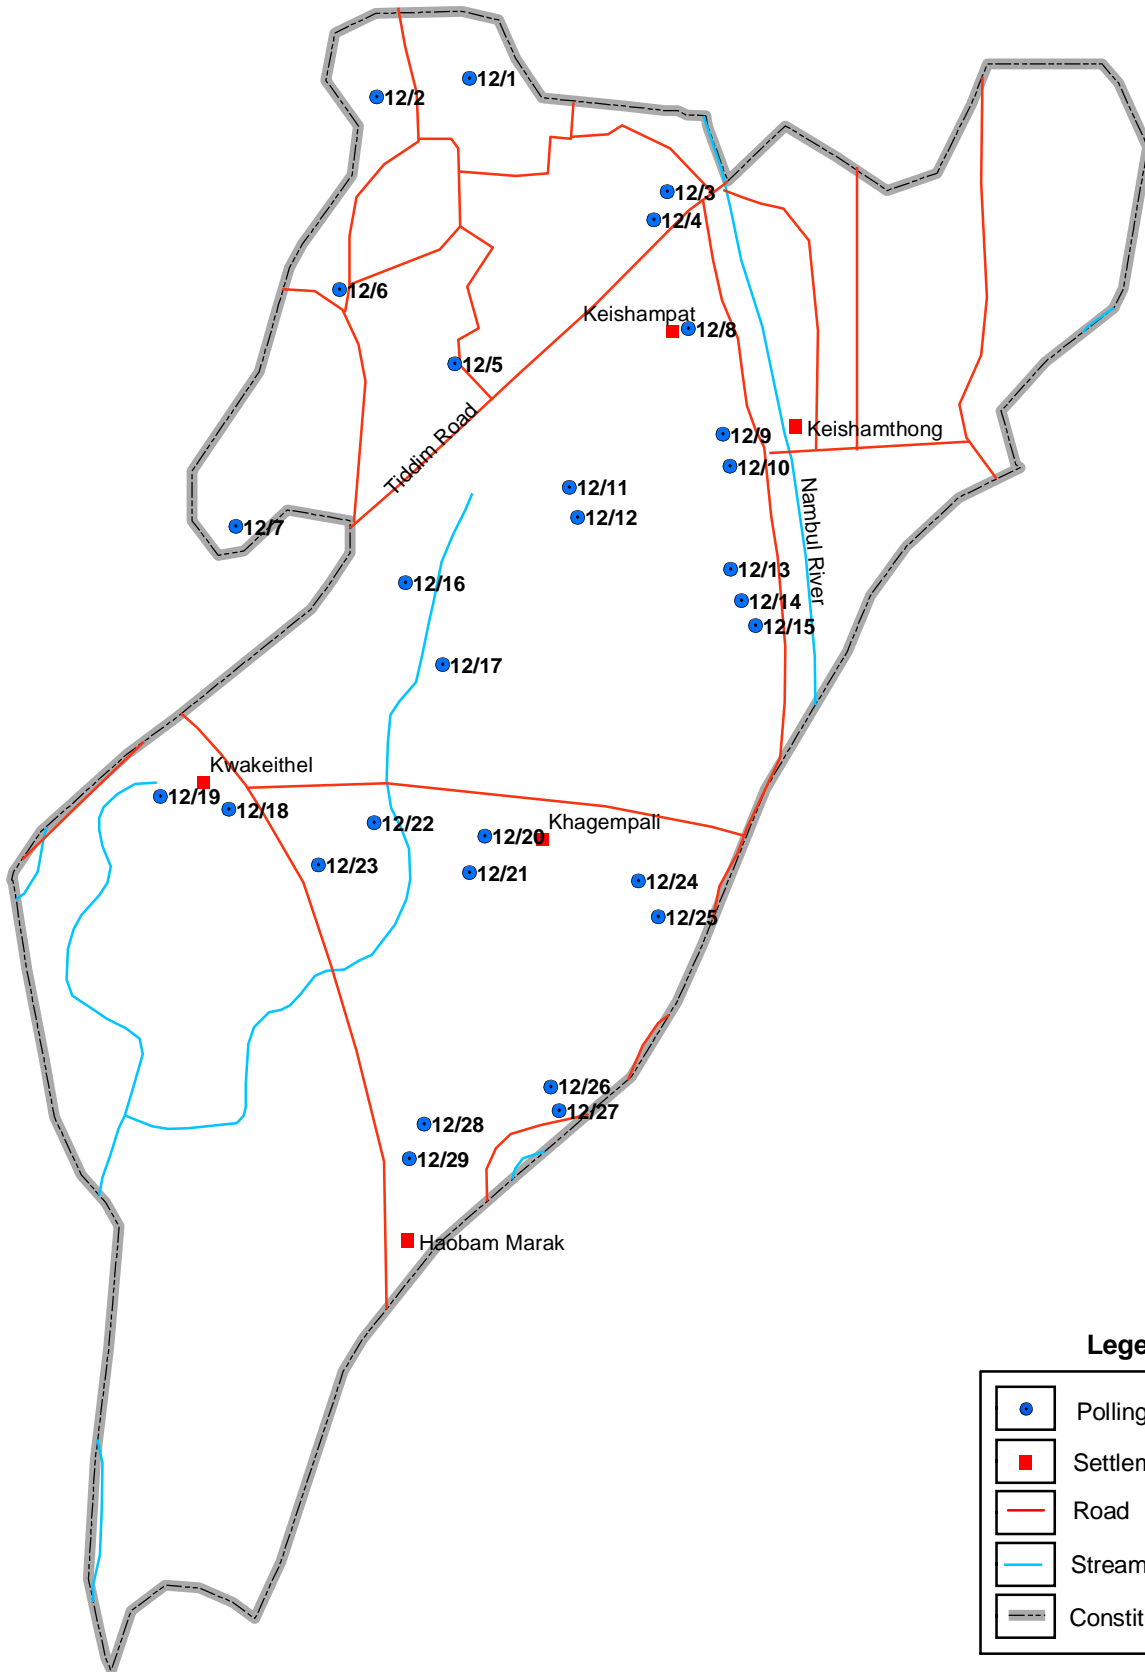 12/1
12/2
12/3
12/4
12/6
Keishampat
12/8
12/5
Tiddim Road
12/9
Keishamthong
12/10
12/11
Nambul River
12/12
12/7
12/13
12/16
12/14
12/15
12/17
Kwakeithel
12/19
12/18
12/22
Khagempali
12/20
12/23
12/21
12/24
12/25
12/26
12/27
12/28
12/29
Haobam Marak
Lege
Polling
Settlem
Road
Stream
Constit